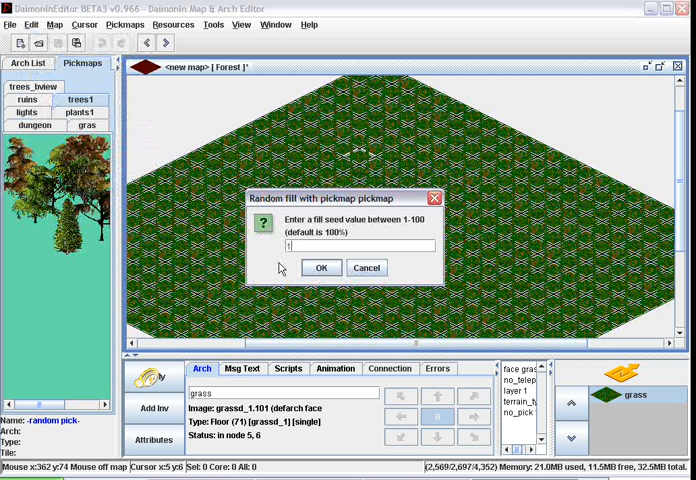 DaimoninEditor BETA3 v0.966 - Daimonin Map & Arch Editor
File Edit Map Cursor Pickmaps Resources Tools View Window Help
Arch List Pickmaps
trees_bview
ruins trees1
lights plants1
dungeon gras
<new map> [ Forest ]*
Random fill with pickmap pickmap
Enter a fill seed value between 1-100
(default is 100%)
1
OK Cancel
Name: -random pick-
Arch:
Type:
Tile:
Add Inv
Attributes
Arch Msg Text Scripts Animation Connection Errors
grass
Image: grassd_1.101 (defarch face
Type: Floor (71) [grassd_1] [single]
Status: in node 5, 6
0
face gras
no_telep
layer 1
terrain_ty
no_pick
grass
Mouse x:362 y:74 Mouse off map Cursor x:5 y:6 Sel: 0 Core: 0 All: 0 (2,569/2,697/4,352) Memory: 21.0MB used, 11.5MB free, 32.5MB total.